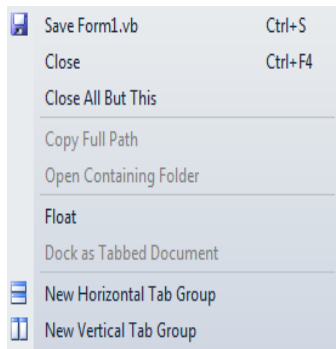 Save Form1.vb Ctrl+S
Close Ctrl+F4
Close All But This
Copy Full Path
Open Containing Folder
Float
Dock as Tabbed Document
New Horizontal Tab Group
New Vertical Tab Group